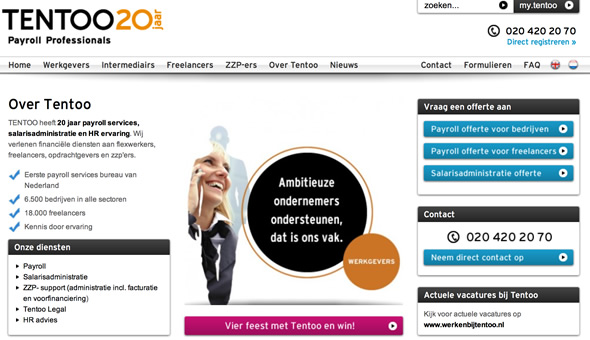 TENTOO20 jaar
Payroll Professionals
zoeken...
my.tentoo
020 420 20 70
Direct registreren »
Home
Werkgevers
Intermediairs
Freelancers
ZZP-ers
Over Tentoo
Nieuws
Contact
Formulieren
FAQ
Over Tentoo
TENTOO heeft 20 jaar payroll services,
salarisadministratie en HR ervaring. Wij
verlenen financiële diensten aan flexwerkers,
freelancers, opdrachtgevers en zzp'ers.
Eerste payroll services bureau van
Nederland
6.500 bedrijven in alle sectoren
18.000 freelancers
Kennis door ervaring
Onze diensten
Payroll
Salarisadministratie
ZZP- support (administratie incl. facturatie
en voorfinanciering)
Tentoo Legal
HR advies
Ambitieuze
ondernemers
ondersteunen,
dat is ons vak.
WERKGEVERS
Vier feest met Tentoo en win!
Vraag een offerte aan
Payroll offerte voor bedrijven
Payroll offerte voor freelancers
Salarisadministratie offerte
Contact
020 420 20 70
Neem direct contact op
Actuele vacatures bij Tentoo
Kijk voor actuele vacatures op
www.werkenbijtentoo.nl